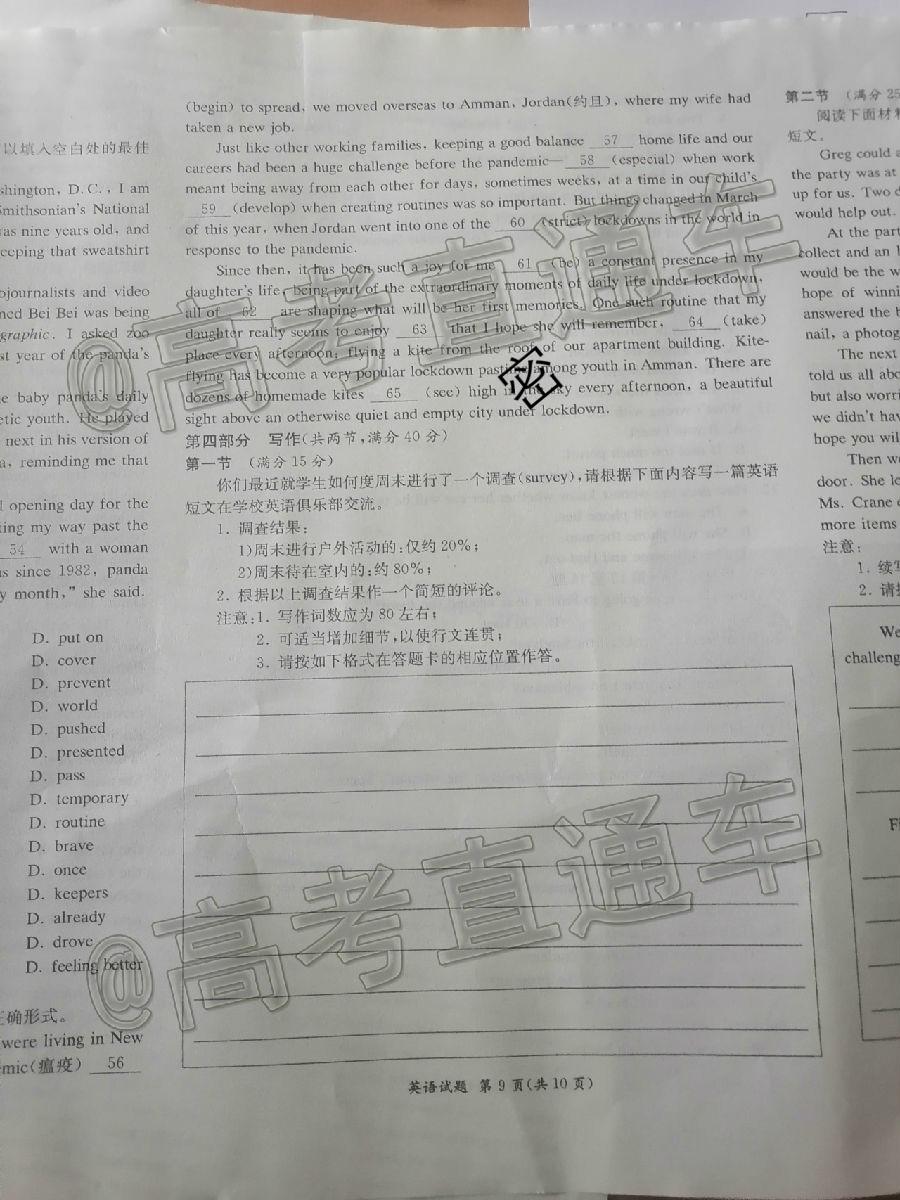 以填入空白处的最佳
shington, D.C., I am
Smithsonian's National
was nine years old, and
eeping that sweatshirt
ojournalists and video
ned Bei Bei was being
graphic. I asked zoo
st year of the panda's
e baby panda's daily
etic youth. He played
next in his version of
a, reminding me that
l opening day for the
ting my way past the
54 with a woman
us since 1982, panda
y month," she said.
D. put on
D. cover
D. prevent
D. world
D. pushed
D. presented
D. pass
D. temporary
D. routine
D. brave
D. once
D. keepers
D. already
D. drove
D. feeling better
正确形式。
were living in New
emic(瘟疫) 56
(begin) to spread, we moved overseas to Amman, Jordan(约旦), where my wife had
taken a new job.
Just like other working families, keeping a good balance 57 home life and our
careers had been a huge challenge before the pandemic— 58 (especial) when work
meant being away from each other for days, sometimes weeks, at a time in our child's
59 (develop) when creating routines was so important. But things changed in March
of this year, when Jordan went into one of the 60 (strict) lockdowns in the world in
response to the pandemic.
Since then, it has been such a joy for me 61 (be) a constant presence in my
daughter's life, being part of the extraordinary moments of daily life under lockdown,
all of 62 are shaping what will be her first memories. One such routine that my
daughter really seems to enjoy 63 that I hope she will remember, 64 (take)
place every afternoon, flying a kite from the roof of our apartment building. Kite-
flying has become a very popular lockdown pastime among youth in Amman. There are
dozens of homemade kites 65 (see) high in the sky every afternoon, a beautiful
sight above an otherwise quiet and empty city under lockdown.
第四部分 写作(共两节,满分 40 分)
第一节 (满分 15 分)
你们最近就学生如何度周末进行了一个调查(survey),请根据下面内容写一篇英语
短文在学校英语俱乐部交流。
1. 调查结果:
1)周末进行户外活动的:仅约 20%;
2)周末待在室内的:约 80%;
2. 根据以上调查结果作一个简短的评论。
注意:1. 写作词数应为 80 左右;
2. 可适当增加细节,以使行文连贯;
3. 请按如下格式在答题卡的相应位置作答。
密
@高考直通车
@高考直通车
英语试题 第 9 页(共 10 页)
第二节 (满分 25
阅读下面材料
短文。
Greg could a
the party was at
up for us. Two d
would help out.
At the part
collect and an l
would be the w
hope of winni
answered the b
nail, a photog
The next
told us all abo
but also worri
we didn't hav
hope you wil
Then we
door. She le
Ms. Crane e
more items
注意:
1. 续写
2. 请按
We
challeng
Fi